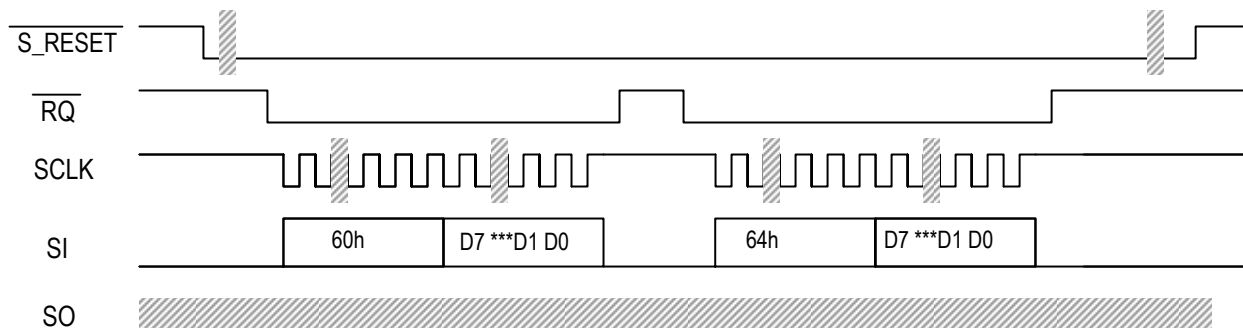 S_RESET
RQ
SCLK
SI 60h D7 ***D1 D0 64h D7 ***D1 D0
SO